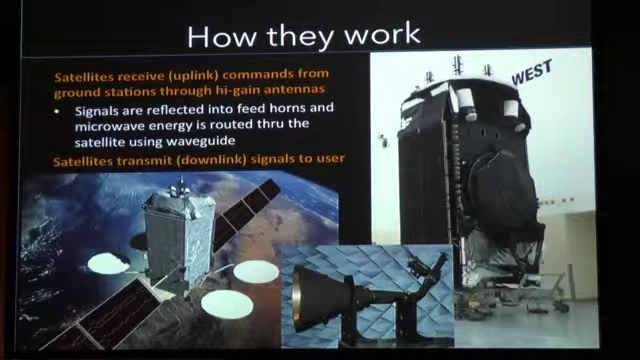 How they work
Satellites receive (uplink) commands from
ground stations through hi-gain antennas
• Signals are reflected into feed horns and
microwave energy is routed thru the
satellite using waveguide
Satellites transmit (downlink) signals to user
WEST